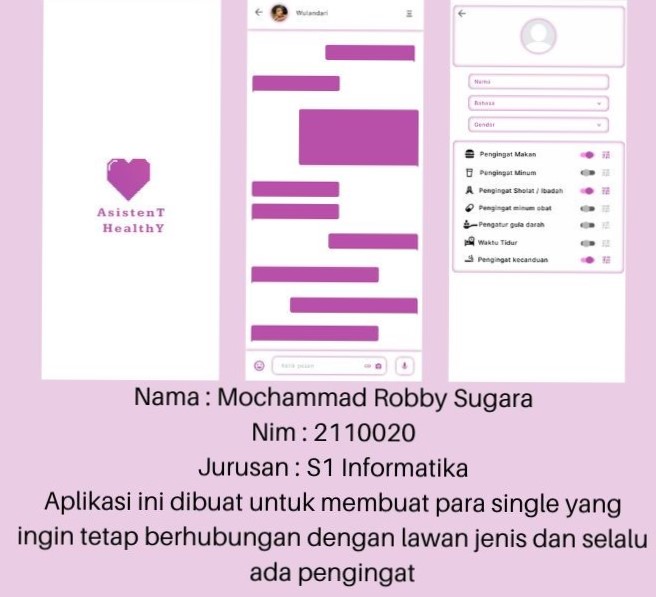 AsistenT
HealthY
Wulandari
Kirim pesan
GIF
Nama
Bahasa
Gender
Pengingat Makan
Pengingat Minum
Pengingat Sholat / Ibadah
Pengingat minum obat
Pengatur gula darah
Waktu Tidur
Pengingat kecanduan
Nama : Mochammad Robby Sugara
Nim : 2110020
Jurusan : S1 Informatika
Aplikasi ini dibuat untuk membuat para single yang
ingin tetap berhubungan dengan lawan jenis dan selalu
ada pengingat